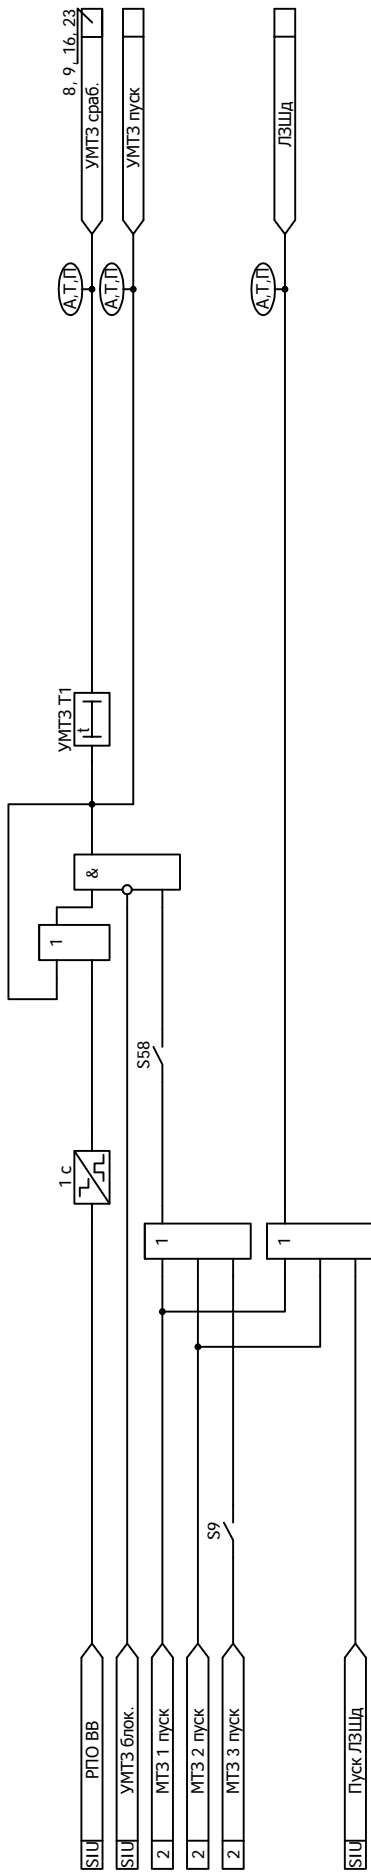 SIU РПО ВВ
SIU УМТЗ блок.
2 МТЗ 1 пуск
2 МТЗ 2 пуск
2 МТЗ 3 пуск
SIU Пуск ЛЗШд
S9
1
1
1 с
S58
1
&
УМТЗ Т1
t
А,Т,П
А,Т,П
А,Т,П
УМТЗ сраб.
8, 9, 16, 23
УМТЗ пуск
ЛЗШд